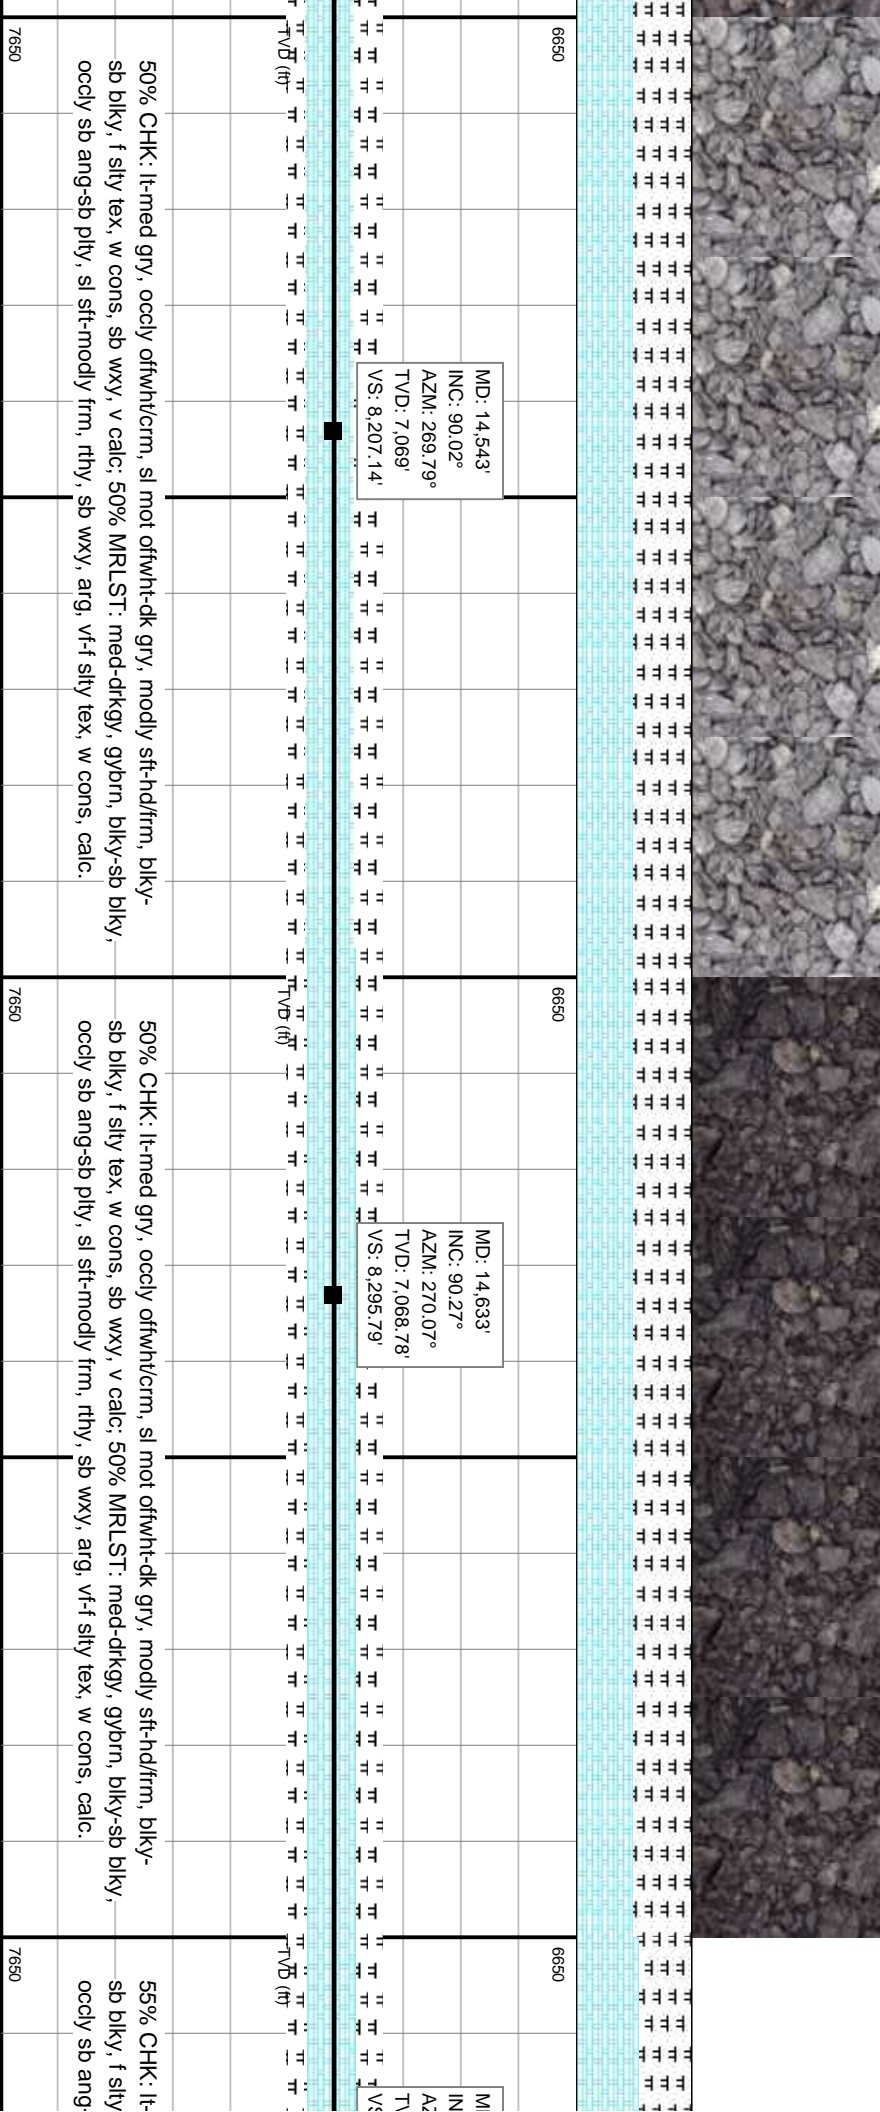 6650
TVD (ft)
7650
MD: 14,543'
INC: 90.02°
AZM: 269.79°
TVD: 7,069'
VS: 8,207.14'
50% CHK: lt-med gry, occly offwht/crm, sl mot offwht-dk gry, modly sft-hd/frm, blky-
sb blky, f slty tex, w cons, sb wxy, v calc; 50% MRLST: med-drkgy, gybrn, blky-sb blky,
occly sb ang-sb plty, sl sft-modly frm, rthy, sb wxy, arg, vf-f slty tex, w cons, calc.
6650
TVD (ft)
7650
MD: 14,633'
INC: 90.27°
AZM: 270.07°
TVD: 7,068.78'
VS: 8,295.79'
50% CHK: lt-med gry, occly offwht/crm, sl mot offwht-dk gry, modly sft-hd/frm, blky-
sb blky, f slty tex, w cons, sb wxy, v calc; 50% MRLST: med-drkgy, gybrn, blky-sb blky,
occly sb ang-sb plty, sl sft-modly frm, rthy, sb wxy, arg, vf-f slty tex, w cons, calc.
6650
TVD (ft)
7650
55% CHK: lt-
sb blky, f slty
occly sb ang-